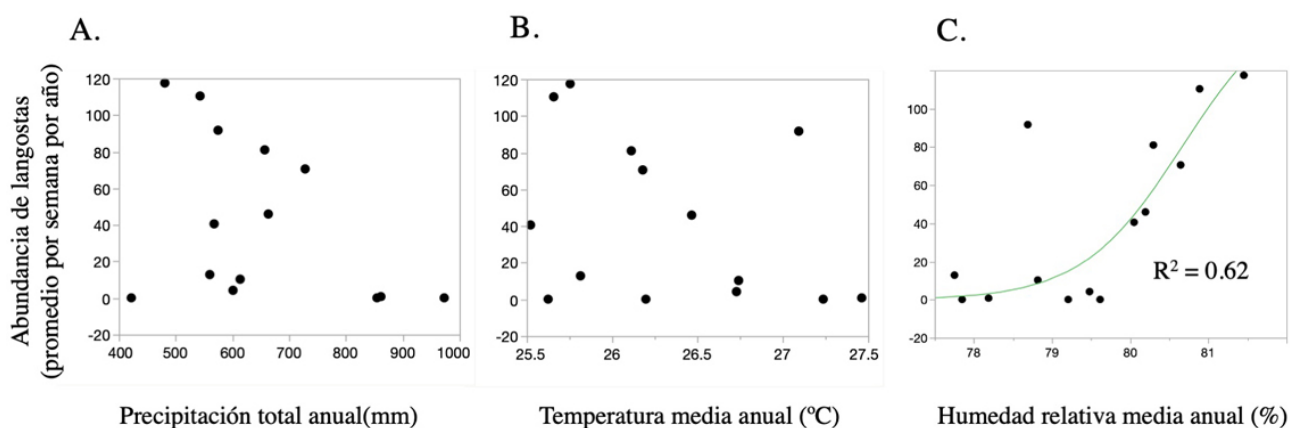 A.
B.
C.
Abundancia de langostas
(promedio por semana por año)
120
100
80
60
40
20
0
-20
400 500 600 700 800 900 1000
Precipitación total anual(mm)
120
100
80
60
40
20
0
-20
25.5 26 26.5 27 27.5
Temperatura media anual (ºC)
100
80
60
40
20
0
-20
R² = 0.62
78 79 80 81
Humedad relativa media anual (%)